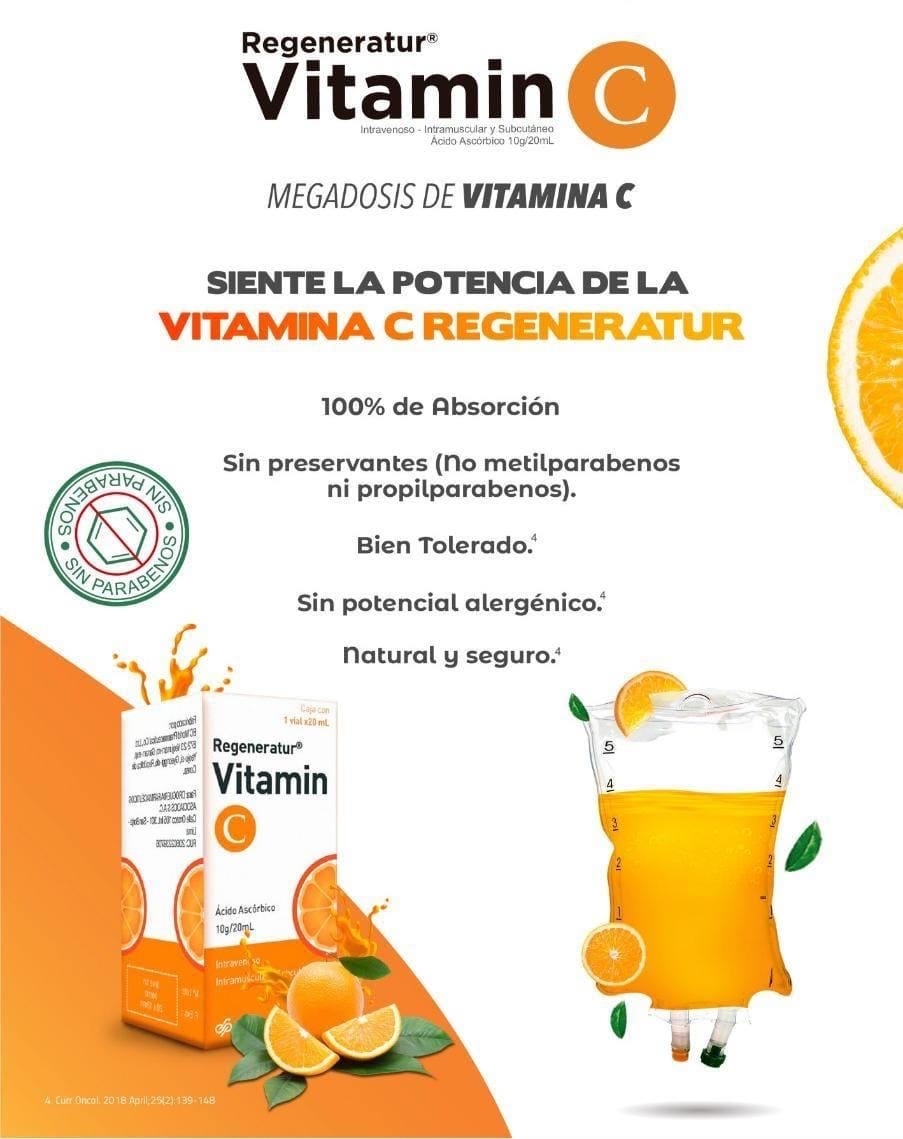 Regeneratur®
Vitamin C
Intravenoso - Intramuscular y Subcutáneo
Ácido Ascórbico 10g/20mL
MEGADOSIS DE VITAMINA C
SIENTE LA POTENCIA DE LA
VITAMINA C REGENERATUR
100% de Absorción
Sin preservantes (No metilparabenos
ni propilparabenos).
SIN PARABENOS • SIN PARABENOS •
Bien Tolerado.4
Sin potencial alergénico.4
Natural y seguro.4
Caja con
1 vial x20 mL
Regeneratur®
Vitamin
C
Ácido Ascórbico
10g/20mL
Intravenoso
5
5
4
4
3
3
2
2
1
1
4. Curr Oncol. 2018 April;25(2):139-148